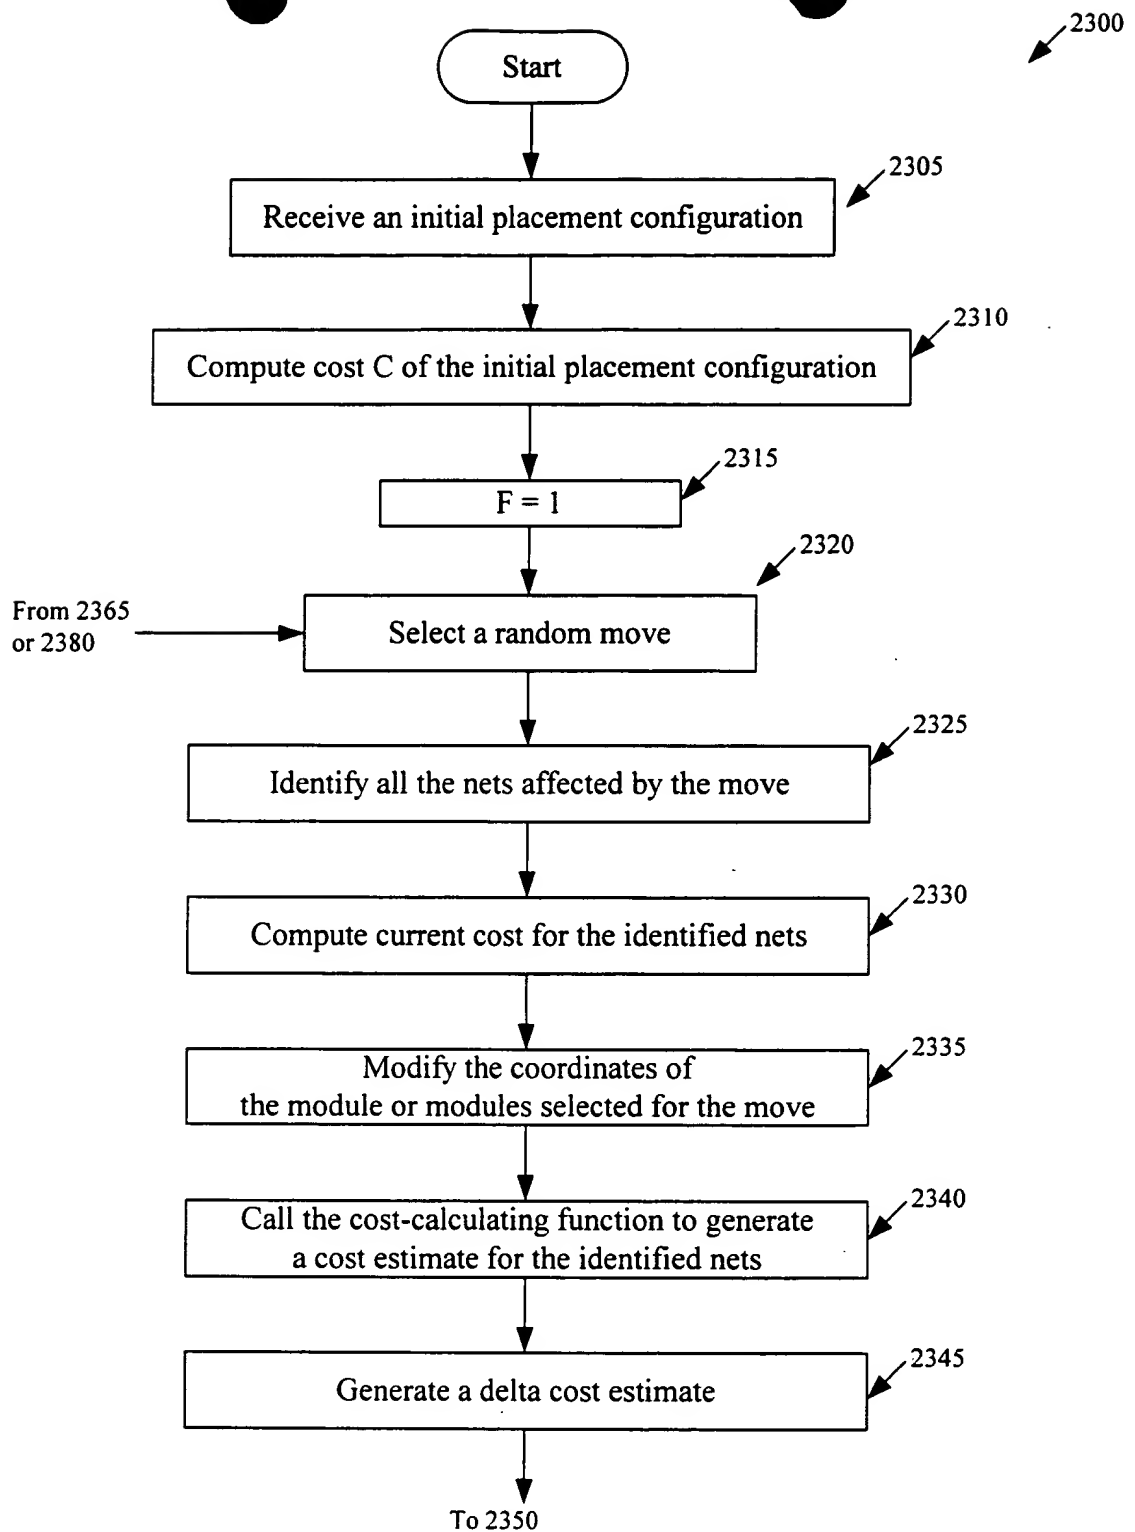 2300
Start
2305
Receive an initial placement configuration
2310
Compute cost C of the initial placement configuration
2315
F = 1
2320
From 2365
or 2380
Select a random move
2325
Identify all the nets affected by the move
2330
Compute current cost for the identified nets
2335
Modify the coordinates of
the module or modules selected for the move
2340
Call the cost-calculating function to generate
a cost estimate for the identified nets
2345
Generate a delta cost estimate
To 2350